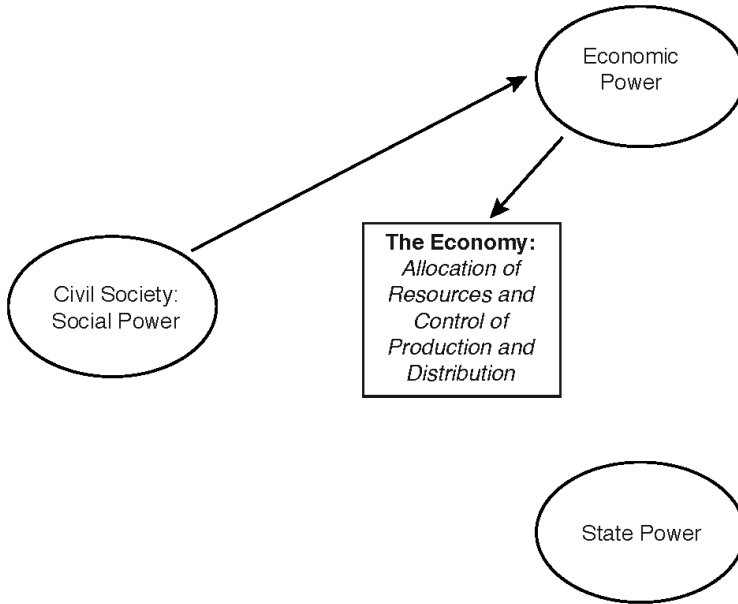 Economic
Power
The Economy:
Allocation of
Resources and
Control of
Production and
Distribution
Civil Society:
Social Power
State Power